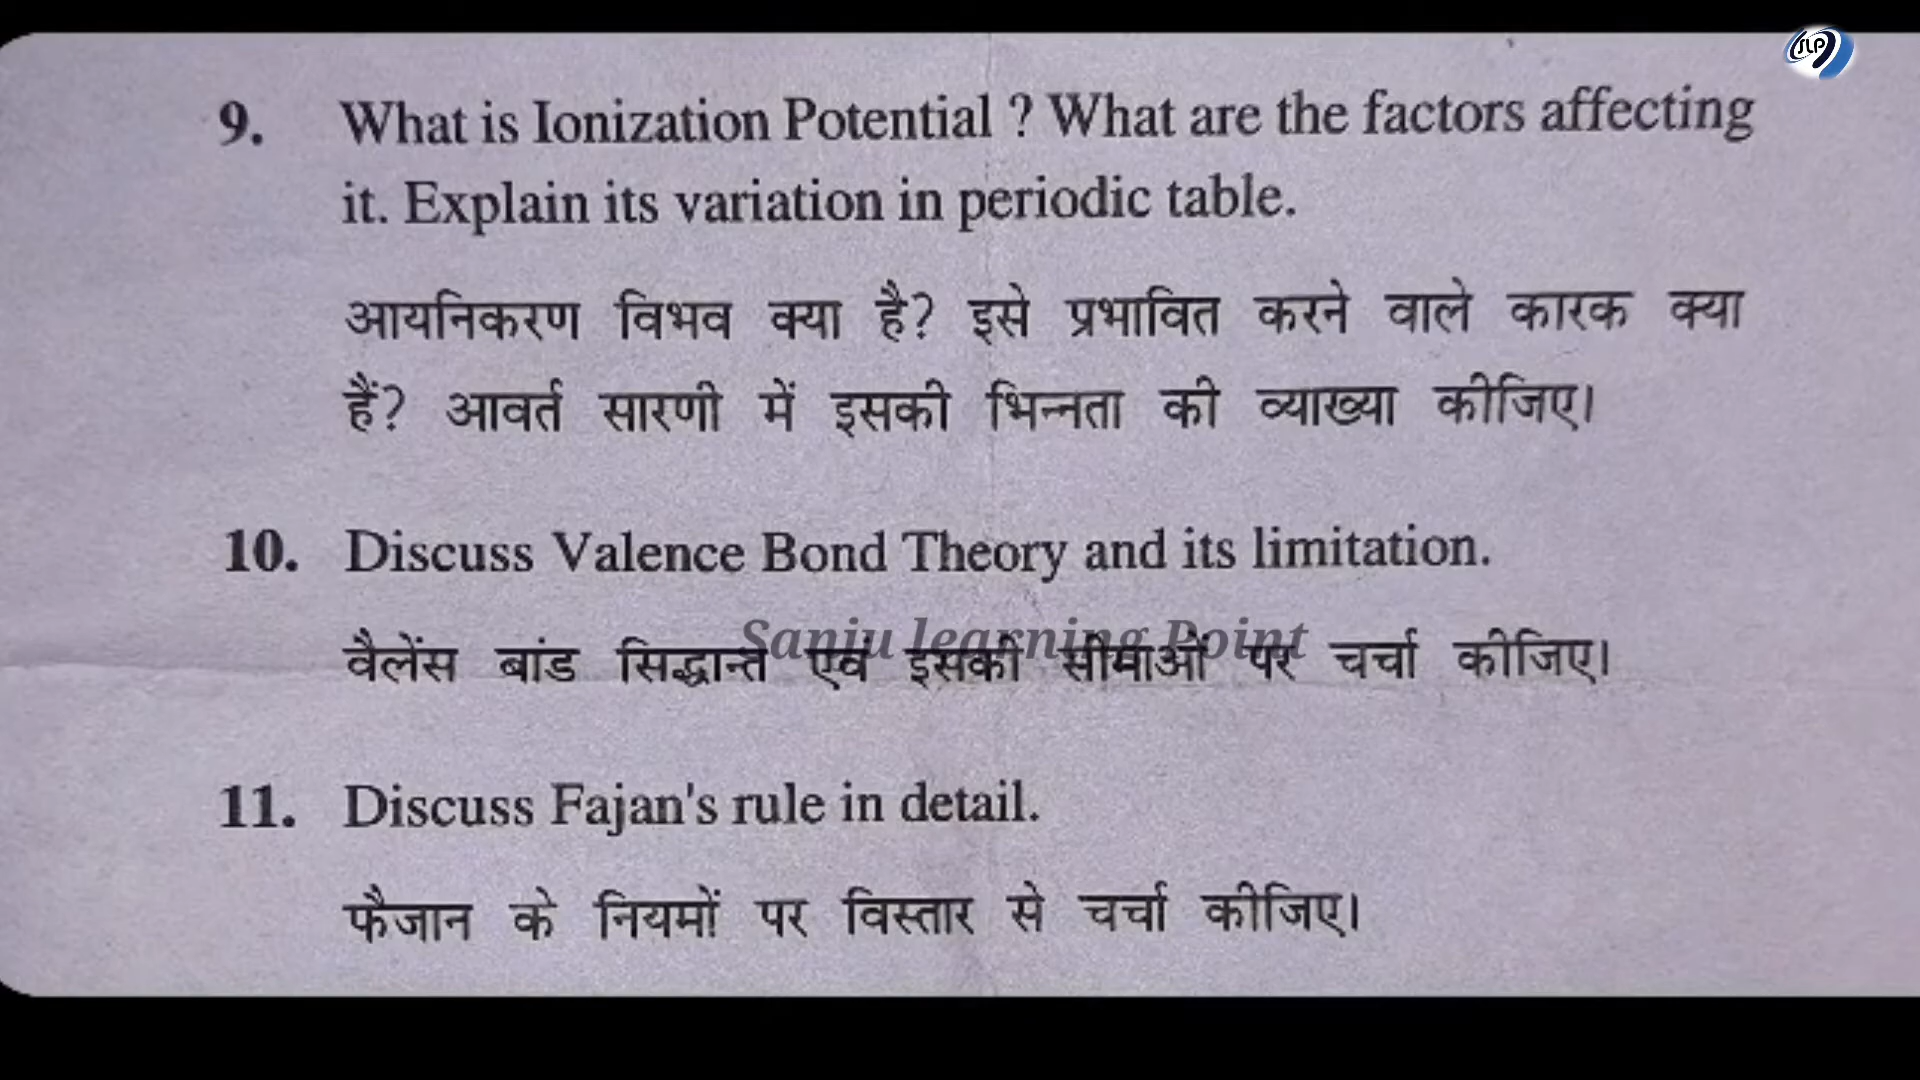 SLP
9. What is Ionization Potential ? What are the factors affecting
it. Explain its variation in periodic table.
आयनिकरण विभव क्या है? इसे प्रभावित करने वाले कारक क्या
हैं? आवर्त सारणी में इसकी भिन्नता की व्याख्या कीजिए।
10. Discuss Valence Bond Theory and its limitation.
Sanju learning Point
वैलेंस बांड सिद्धान्त एवं इसकी सीमाओं पर चर्चा कीजिए।
11. Discuss Fajan's rule in detail.
फैजान के नियमों पर विस्तार से चर्चा कीजिए।